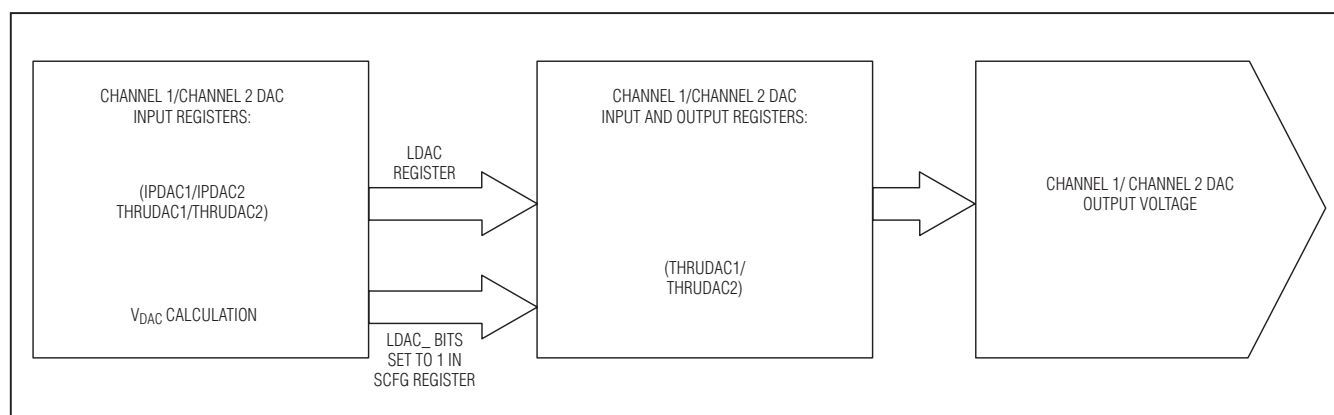 CHANNEL 1/CHANNEL 2 DAC
INPUT REGISTERS:
(IPDAC1/IPDAC2
THRUDAC1/THRUDAC2)
VDAC CALCULATION
LDAC
REGISTER
LDAC_ BITS
SET TO 1 IN
SCFG REGISTER
CHANNEL 1/CHANNEL 2 DAC
INPUT AND OUTPUT REGISTERS:
(THRUDAC1/
THRUDAC2)
CHANNEL 1/ CHANNEL 2 DAC
OUTPUT VOLTAGE